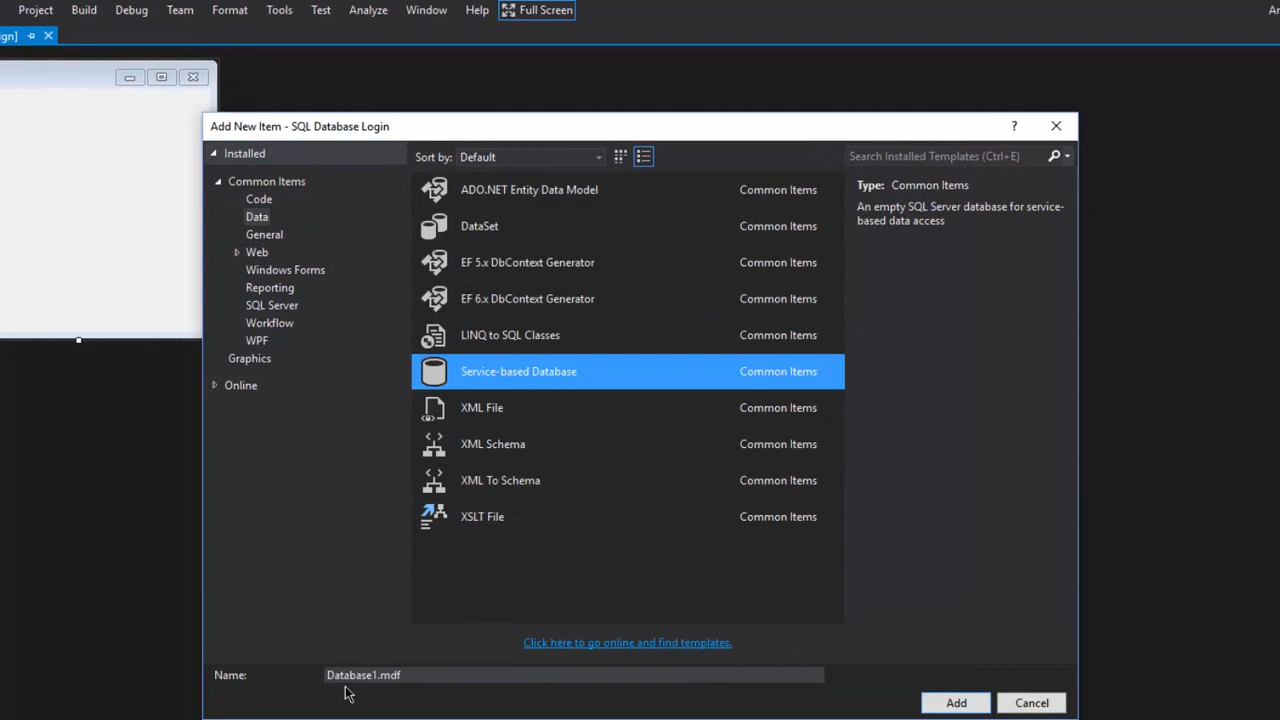 Project Build Debug Team Format Tools Test Analyze Window Help Full Screen
ign]
Add New Item - SQL Database Login ?
Installed
Sort by: Default
Search Installed Templates (Ctrl+E)
Common Items
Code
Data
General
Web
Windows Forms
Reporting
SQL Server
Workflow
WPF
Graphics
Online
ADO.NET Entity Data Model Common Items
DataSet Common Items
EF 5.x DbContext Generator Common Items
EF 6.x DbContext Generator Common Items
LINQ to SQL Classes Common Items
Service-based Database Common Items
XML File Common Items
XML Schema Common Items
XML To Schema Common Items
XSLT File Common Items
Type: Common Items
An empty SQL Server database for service-
based data access
Click here to go online and find templates.
Name: Database1.mdf
Add Cancel